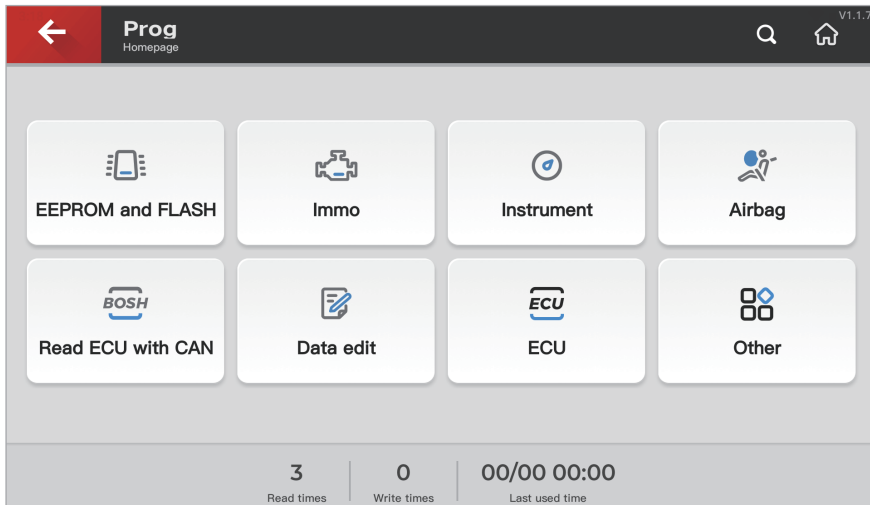 V1.1.7
Prog
Homepage
EEPROM and FLASH
Immo
Instrument
Airbag
BOSH
Read ECU with CAN
Data edit
ECU
ECU
Other
3
Read times
0
Write times
00/00 00:00
Last used time